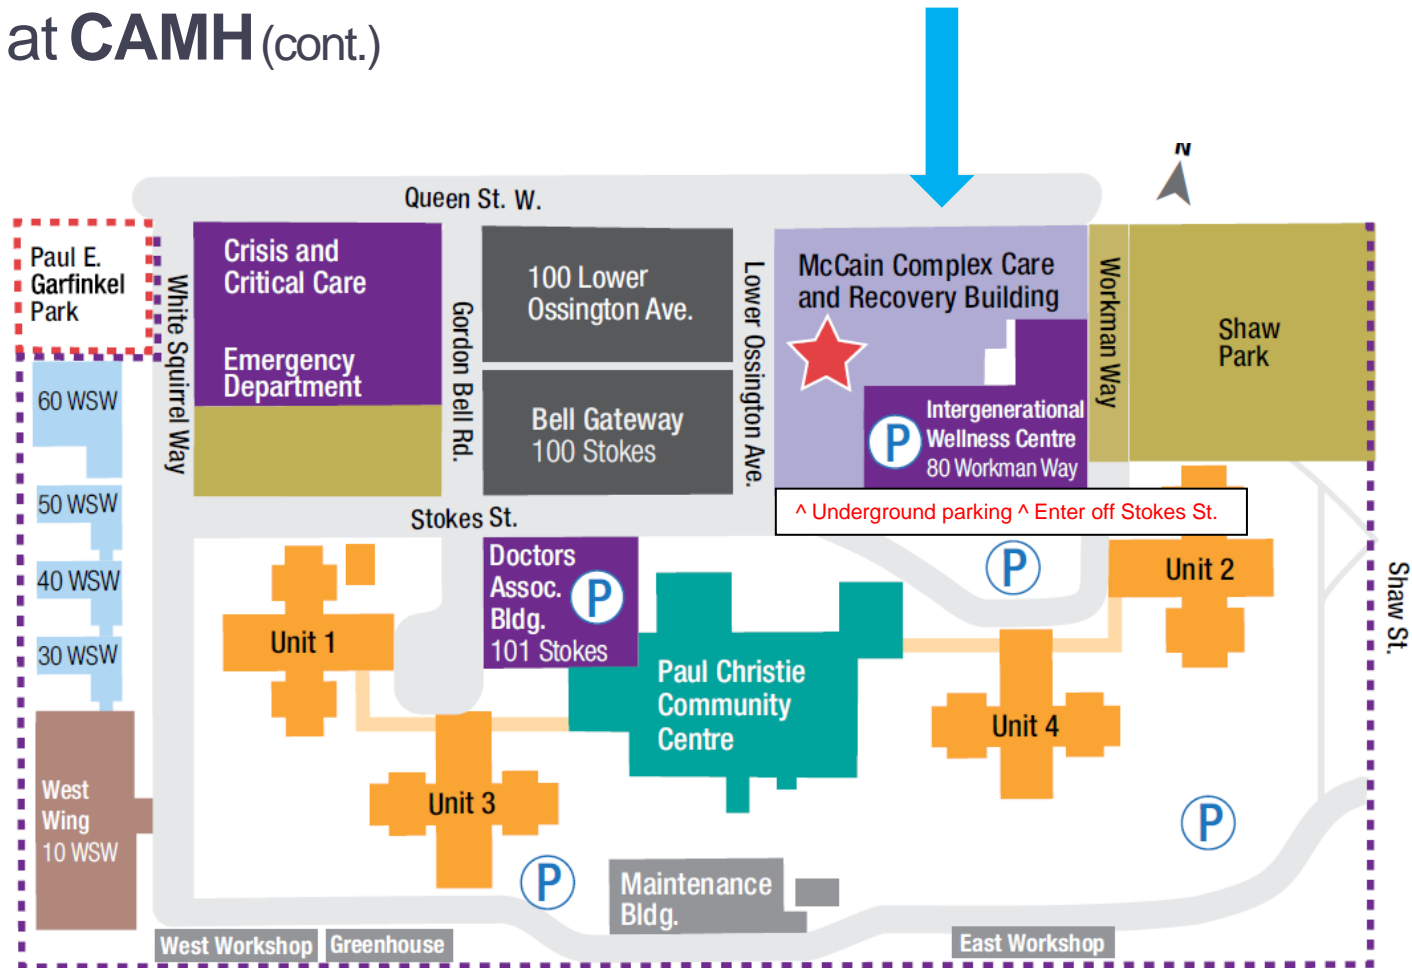 at CAMH (cont.)
N
Queen St. W.
Paul E.
Garfinkel
Park
White Squirrel Way
Crisis and
Critical Care
Emergency
Department
Gordon Bell Rd.
100 Lower
Ossington Ave.
Bell Gateway
100 Stokes
Lower Ossington Ave.
McCain Complex Care
and Recovery Building
P
Intergenerational
Wellness Centre
80 Workman Way
Workman Way
Shaw
Park
^ Underground parking ^ Enter off Stokes St.
60 WSW
50 WSW
40 WSW
30 WSW
West
Wing
10 WSW
Stokes St.
Doctors
Assoc.
Bldg.
101 Stokes
P
P
Unit 1
Unit 2
Shaw St.
Paul Christie
Community
Centre
Unit 3
Unit 4
P
P
Maintenance
Bldg.
West Workshop
Greenhouse
East Workshop